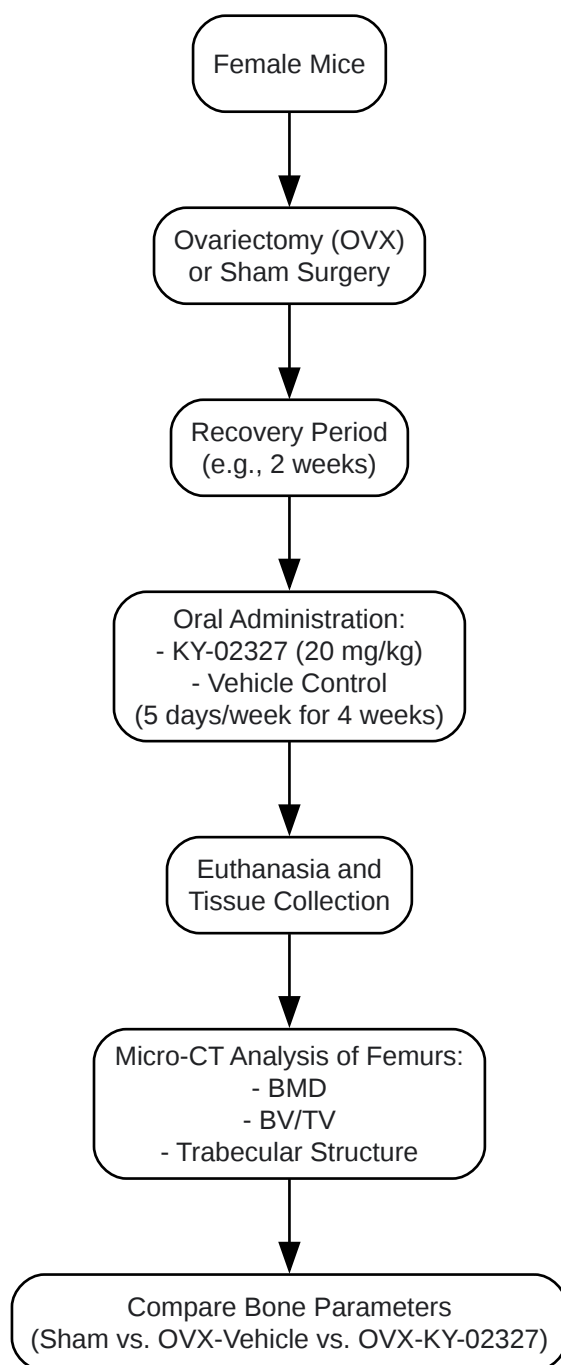 Female Mice
Ovariectomy (OVX)
or Sham Surgery
Recovery Period
(e.g., 2 weeks)
Oral Administration:
- KY-02327 (20 mg/kg)
- Vehicle Control
(5 days/week for 4 weeks)
Euthanasia and
Tissue Collection
Micro-CT Analysis of Femurs:
- BMD
- BV/TV
- Trabecular Structure
Compare Bone Parameters
(Sham vs. OVX-Vehicle vs. OVX-KY-02327)